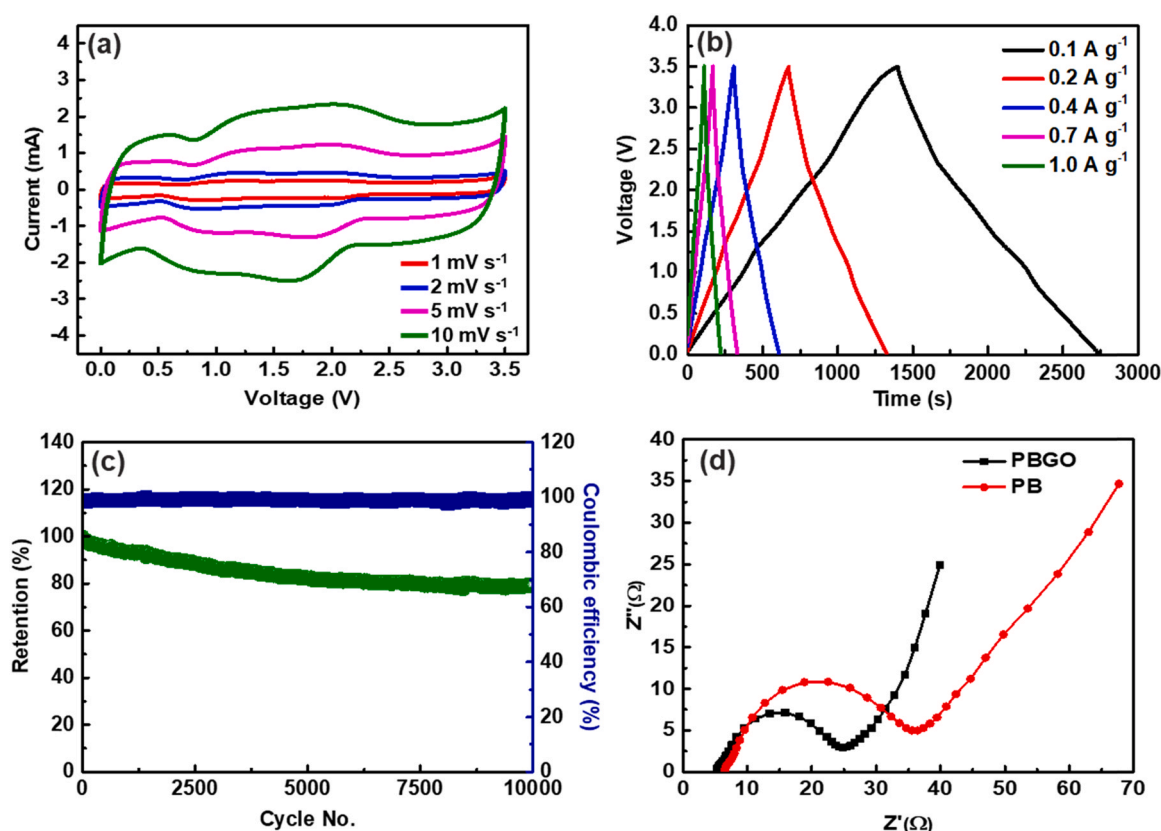 (a)
Current (mA)
4
3
2
1
0
-1
-2
-3
-4
1 mV s⁻¹
2 mV s⁻¹
5 mV s⁻¹
10 mV s⁻¹
0.0 0.5 1.0 1.5 2.0 2.5 3.0 3.5
Voltage (V)
(b)
Voltage (V)
4.0
3.5
3.0
2.5
2.0
1.5
1.0
0.5
0.0
0.1 A g⁻¹
0.2 A g⁻¹
0.4 A g⁻¹
0.7 A g⁻¹
1.0 A g⁻¹
0 500 1000 1500 2000 2500 3000
Time (s)
(c)
Retention (%)
140
120
100
80
60
40
20
0
120
100
80
60
40
20
0
Coulombic efficiency (%)
0 2500 5000 7500 10000
Cycle No.
(d)
Z''(Ω)
40
35
30
25
20
15
10
5
0
PBGO
PB
0 10 20 30 40 50 60 70
Z'(Ω)